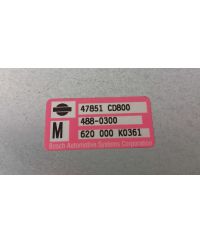 47851 CD800
M
488-0300
620 000 K0361
Bosch Automotive Systems Corporation